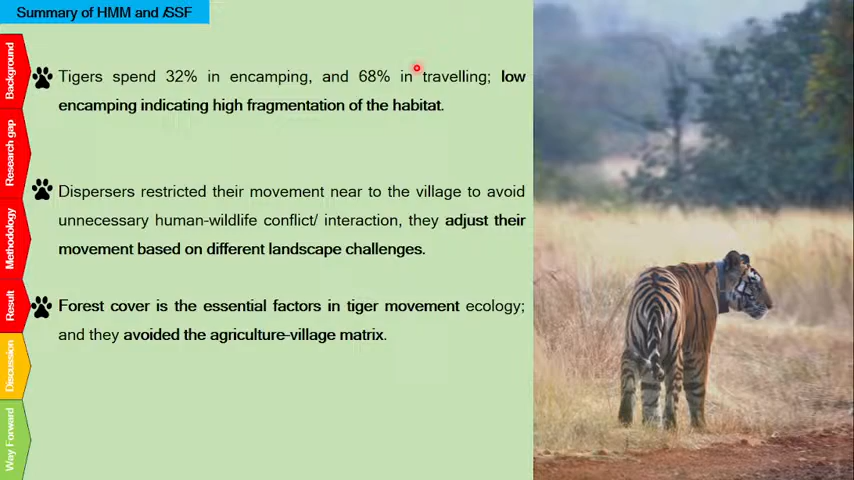 Summary of HMM and iSSF
Background
Research gap
Methodology
Result
Discussion
Way Forward
Tigers spend 32% in encamping, and 68% in travelling; low
encamping indicating high fragmentation of the habitat.
Dispersers restricted their movement near to the village to avoid
unnecessary human-wildlife conflict/ interaction, they adjust their
movement based on different landscape challenges.
Forest cover is the essential factors in tiger movement ecology;
and they avoided the agriculture-village matrix.